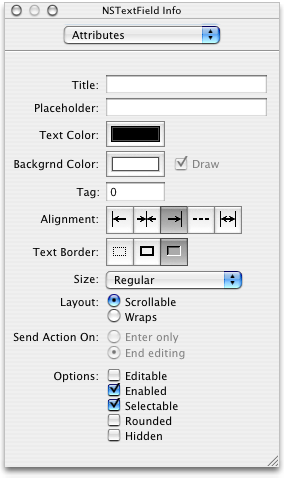 NSTextField Info
Attributes
Title:
Placeholder:
Text Color:
Backgrnd Color: Draw
Tag: 0
Alignment:
Text Border:
Size: Regular
Layout: Scrollable
Wraps
Send Action On: Enter only
End editing
Options: Editable
Enabled
Selectable
Rounded
Hidden